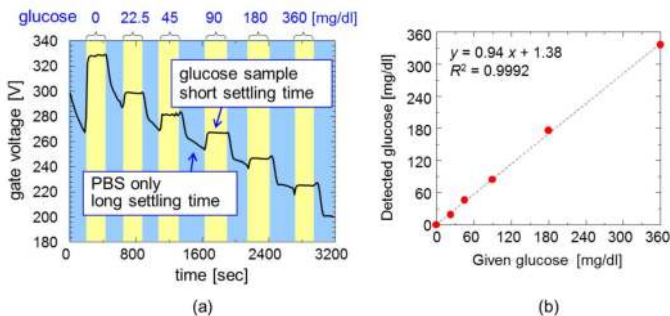 glucose 0 22.5 45 90 180 360 [mg/dl]
340
320
300
280
260
240
220
200
180
gate voltage [V]
glucose sample
short settling time
PBS only
long settling time
0 800 1600 2400 3200
time [sec]
(a)
y = 0.94 x + 1.38
R² = 0.9992
360
300
240
180
120
60
0
Detected glucose [mg/dl]
0 60 120 180 240 300 360
Given glucose [mg/dl]
(b)